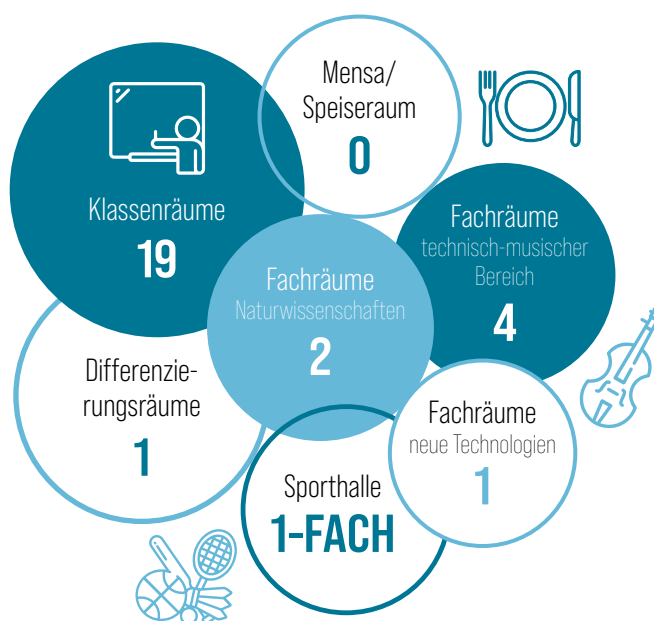 Mensa/
Speiseraum
0
Klassenräume
19
Fachräume
technisch-musischer
Bereich
4
Fachräume
Naturwissenschaften
2
Differenzie-
rungsräume
1
Fachräume
neue Technologien
1
Sporthalle
1-FACH